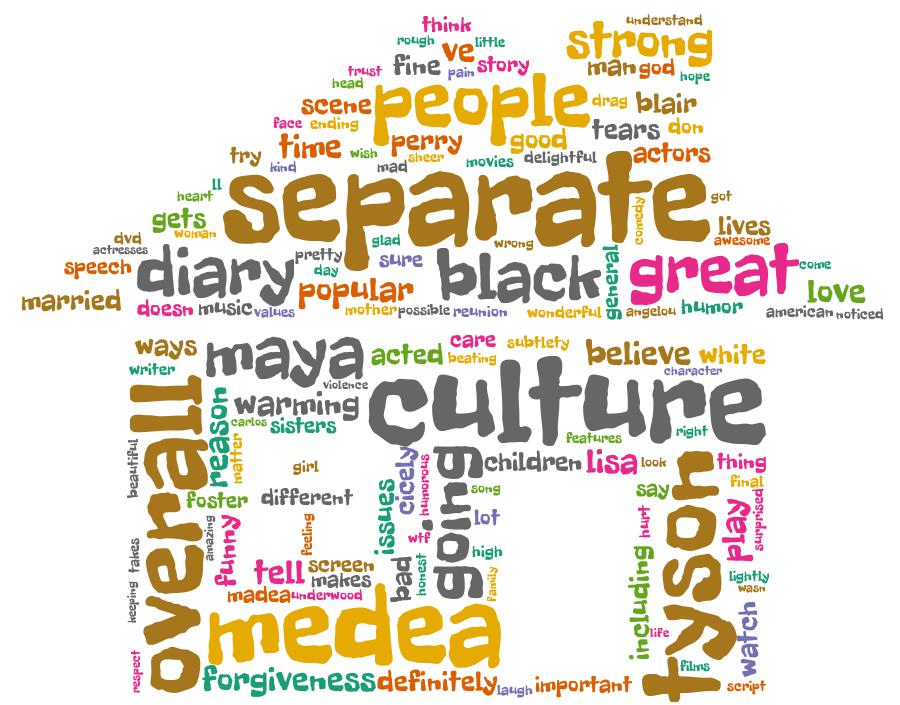 think
understand
rough ve little
strong
fine pain story
man god
trust
hope
head
scene people drag blair
face ending
tears don
time perry good
try wish sheer
movies delightful actors
kind mad
heart ll
separate
got
gets
comedy
woman
lives
dvd
glad
wrong
awesome
actresses
pretty
sure
speech
diary
day
black
general
great
come
married
popular
love
doesn music values
mother possible reunion
wonderful
angelou humor
american noticed
ways
maya
acted
care
subtlety
believe white
writer
beating
character
violence
culture
overall
reason
warming
carlos sisters
matter
features
right
beautiful
girl
cicely
humorous
going
children lisa look
tyson
thing
foster different
issues
song
say
final
surprised
play
amazing
funny
feeling
lot
hurt
wtf
takes
tell screen
makes
bad
honest
high
family
including
lightly
wasn
keeping
madea underwood
medea
watch
life
respect
films
forgiveness definitely laugh important
script